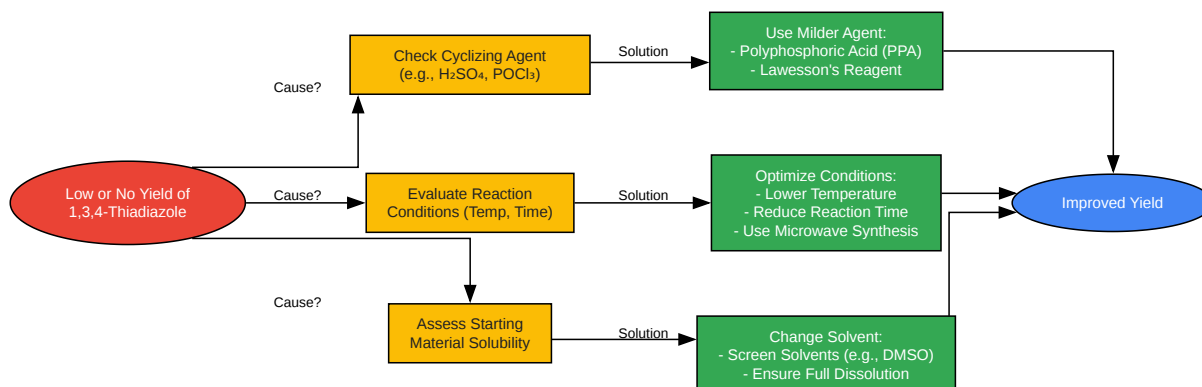 Low or No Yield of
1,3,4-Thiadiazole
Cause?
Check Cyclizing Agent
(e.g., H₂SO₄, POCl₃)
Solution
Use Milder Agent:
- Polyphosphoric Acid (PPA)
- Lawesson's Reagent
Cause?
Evaluate Reaction
Conditions (Temp, Time)
Solution
Optimize Conditions:
- Lower Temperature
- Reduce Reaction Time
- Use Microwave Synthesis
Improved Yield
Cause?
Assess Starting
Material Solubility
Solution
Change Solvent:
- Screen Solvents (e.g., DMSO)
- Ensure Full Dissolution